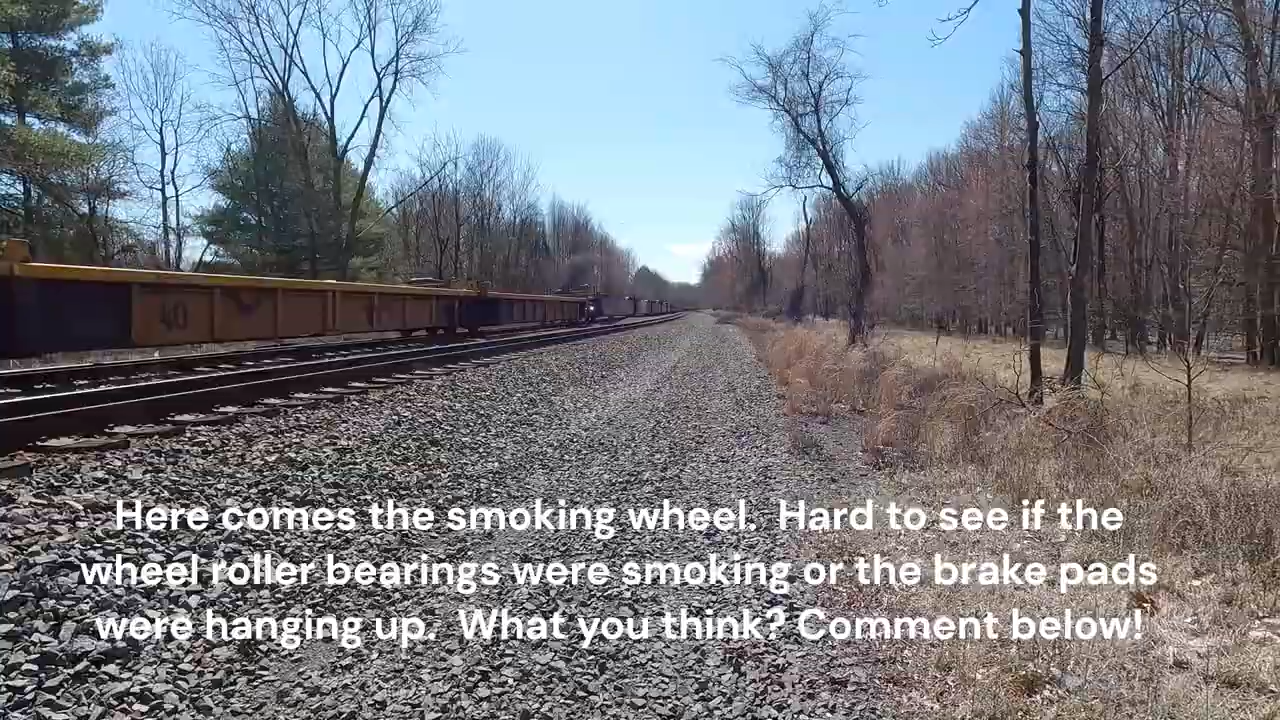 40
Here comes the smoking wheel.  Hard to see if the
wheel roller bearings were smoking or the brake pads
were hanging up.  What you think? Comment below!